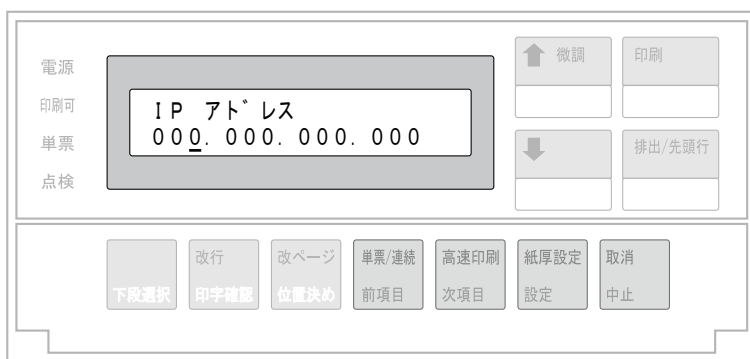 電源
印刷可
単票
点検
IP アドレス
000.000.000.000
微調
印刷
排出/先頭行
下段選択
改行
印字確認
改ページ
位置決め
単票/連続
前項目
高速印刷
次項目
紙厚設定
設定
取消
中止